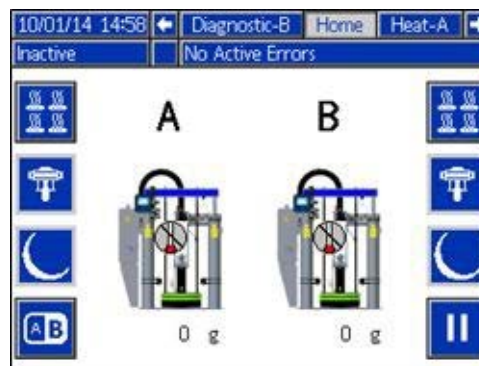 10/01/14 14:58 Diagnostic-B Home Heat-A
Inactive No Active Errors
A B
A B
0 g 0 g